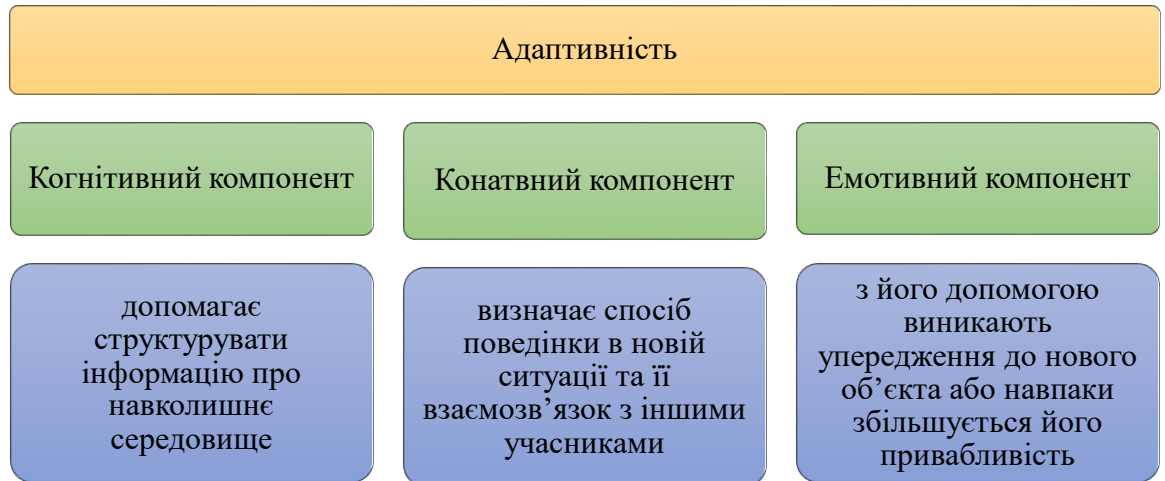 Адаптивність
Когнітивний компонент
Конатвний компонент
Емотивний компонент
допомагає
структурувати
інформацію про
навколишнє
середовище
визначає спосіб
поведінки в новій
ситуації та її
взаємозв’язок з іншими
учасниками
з його допомогою
виникають
упередження до нового
об’єкта або навпаки
збільшується його
привабливість